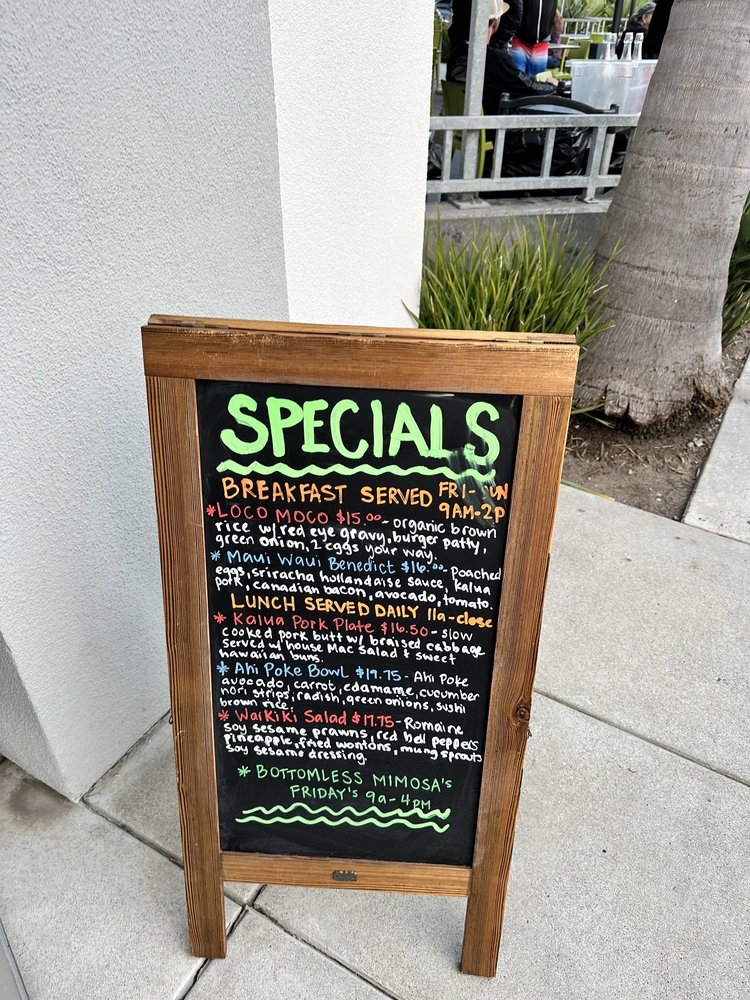 SPECIALS
BREAKFAST SERVED FRI-SUN
9AM-2P
*LOCO MOCO $15.00 - organic brown
rice w/ red eye gravy, burger patty,
green onion, 2 eggs your way.
* Maui Waui Benedict $16.00 - poached
eggs, sriracha hollandaise sauce, kalua
pork, canadian bacon, avocado, tomato.
LUNCH SERVED DAILY 11a-close
* Kalua Pork Plate $16.50 - slow
cooked pork butt w/ braised cabbage
served w/ house Mac salad & sweet
hawaiian buns.
* Ahi Poke Bowl $19.75 - Ahi Poke
avocado, carrot, edamame, cucumber
nori strips, radish, green onions, sushi
brown rice.
* WaiKiKi Salad $17.75 - Romaine
soy sesame prawns, red bell peppers
pineapple, fried wontons, mung sprouts
soy sesame dressing.
* BOTTOMLESS MIMOSA's
FRIDAY's 9a-4pm